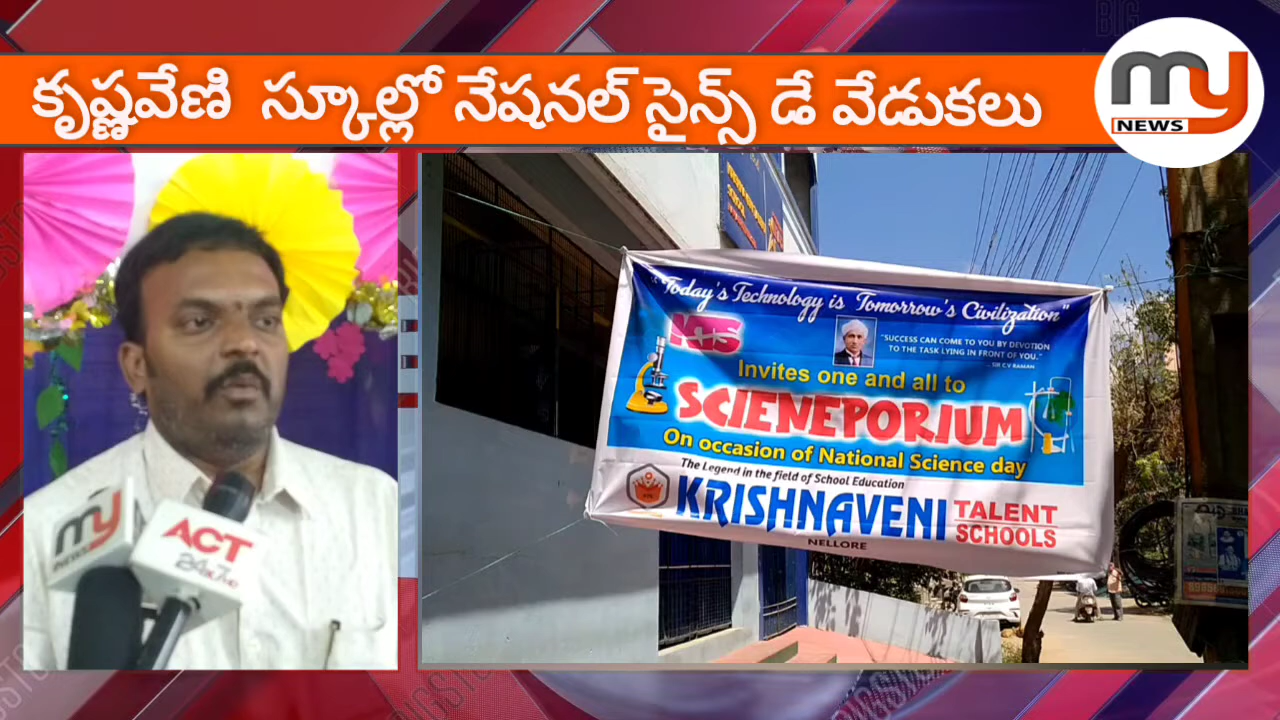 కృష్ణవేణి స్కూల్లో నేషనల్ సైన్స్ డే వేడుకలు
my
NEWS
my
NEWS
ACT
"Today's Technology is Tomorrow's Civilization"
KTS
"SUCCESS CAN COME TO YOU BY DEVOTION
TO THE TASK LYING IN FRONT OF YOU."
SIR C V RAMAN
Invites one and all to
SCIENEPORIUM
On occasion of National Science day
The Legend in the field of School Education
KRISHNAVENI TALENT
SCHOOLS
NELLORE